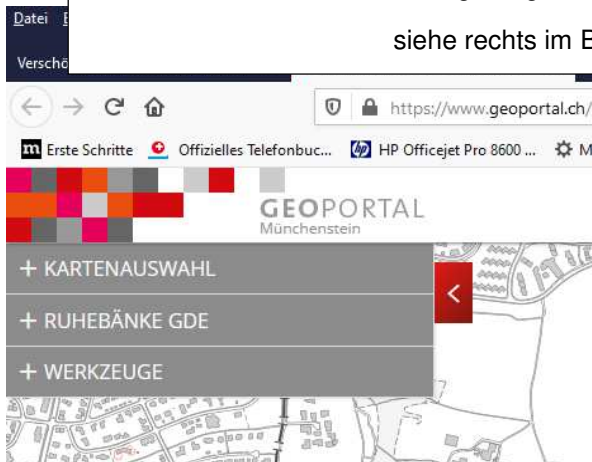 Datei
siehe rechts im B
Verschö
https://www.geoportal.ch/
Erste Schritte Offizielles Telefonbuc... HP Officejet Pro 8600 ... M
GEOPORTAL
Münchenstein
+ KARTENAUSWAHL
+ RUHEBÄNKE GDE
+ WERKZEUGE